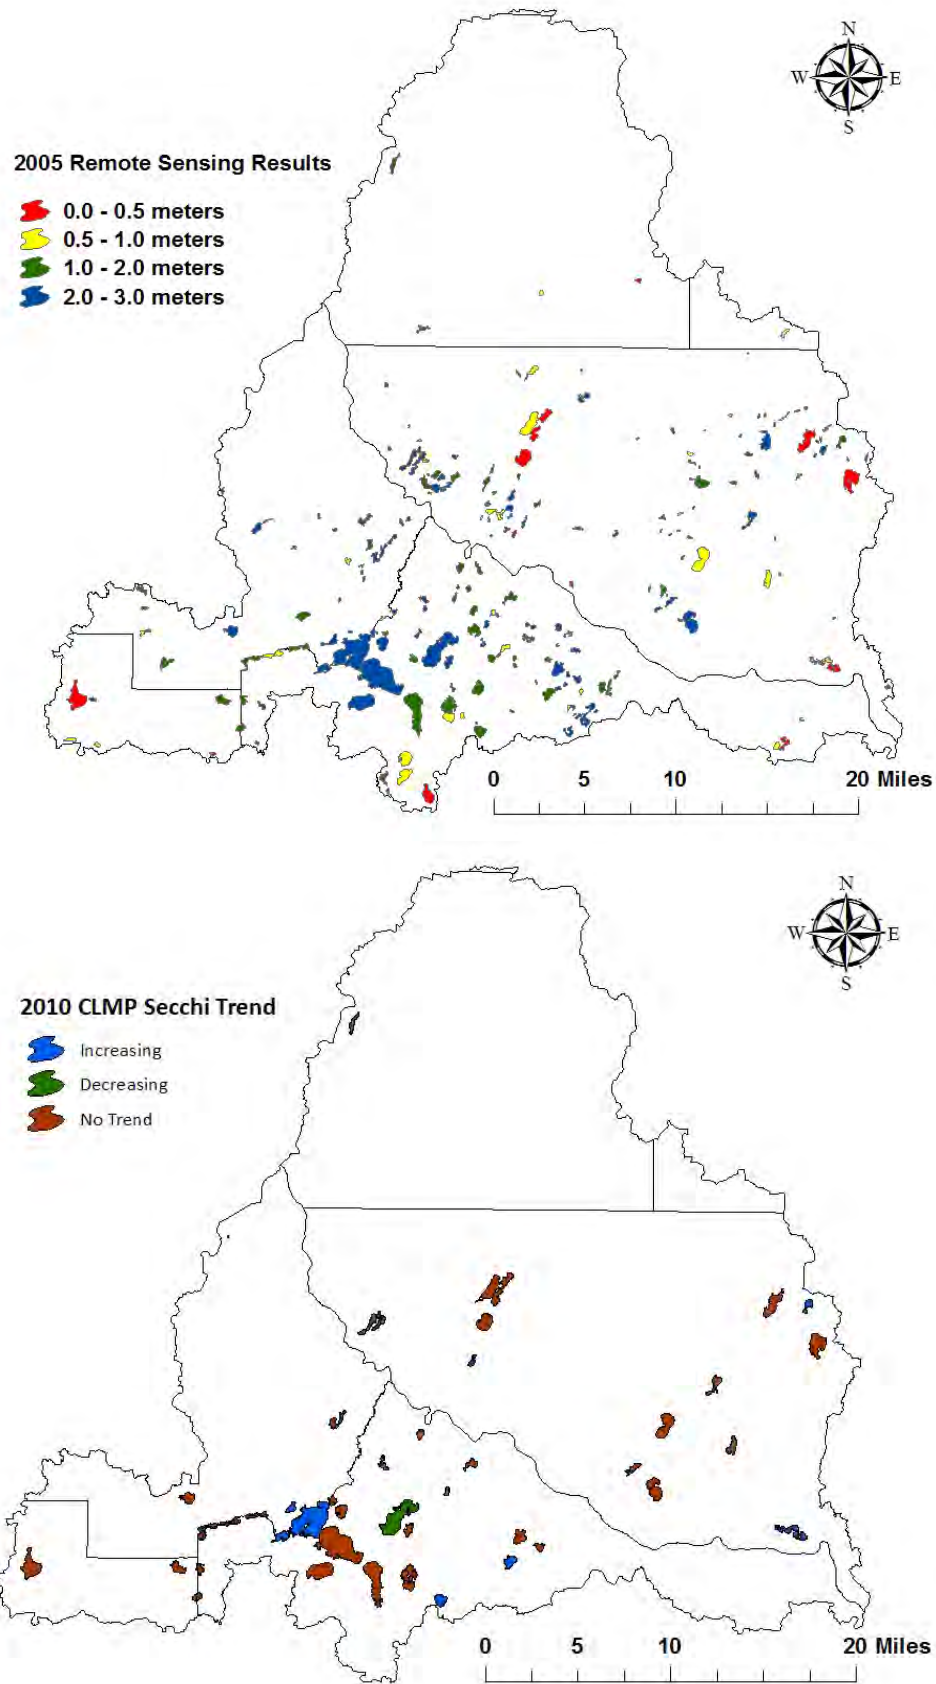 N
W E
S
2005 Remote Sensing Results
0.0 - 0.5 meters
0.5 - 1.0 meters
1.0 - 2.0 meters
2.0 - 3.0 meters
0 5 10 20 Miles
N
W E
S
2010 CLMP Secchi Trend
Increasing
Decreasing
No Trend
0 5 10 20 Miles